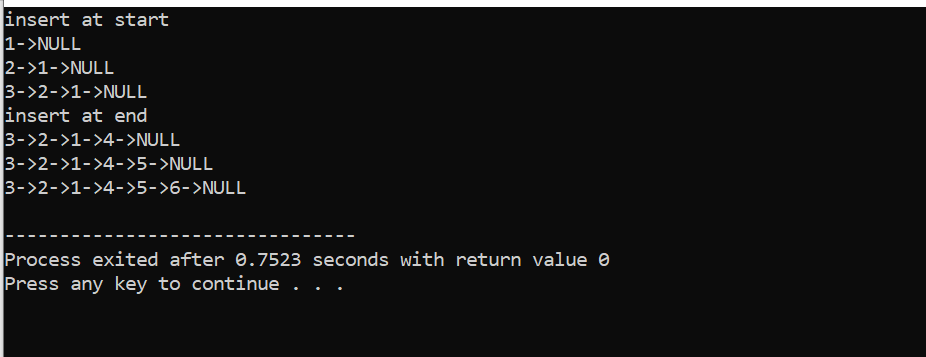 insert at start
1->NULL
2->1->NULL
3->2->1->NULL
insert at end
3->2->1->4->NULL
3->2->1->4->5->NULL
3->2->1->4->5->6->NULL
--------------------------------
Process exited after 0.7523 seconds with return value 0
Press any key to continue . . .